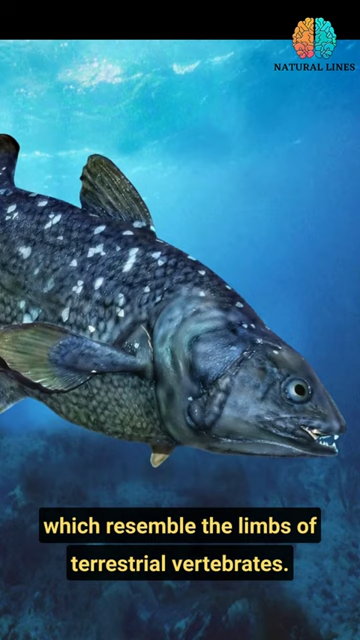 NATURAL LINES
which resemble the limbs of
terrestrial vertebrates.